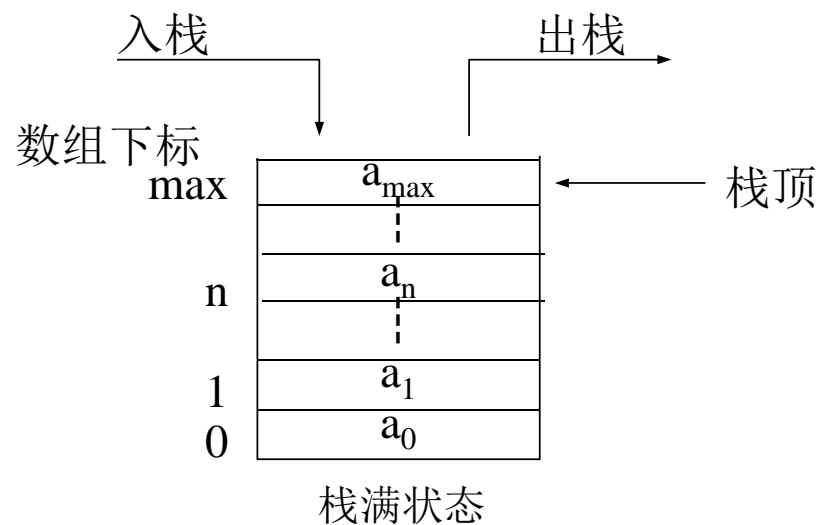 入栈 出栈
数组下标
max a_max 栈顶
n a_n
1 a_1
0 a_0
栈满状态